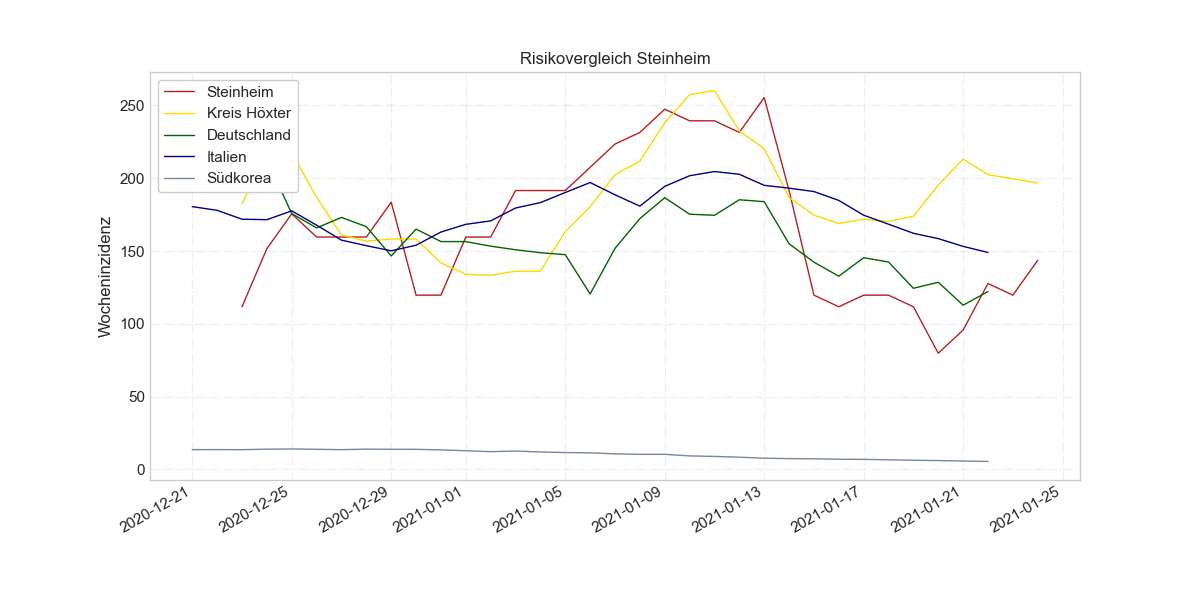 Risikovergleich Steinheim
Steinheim
Kreis Höxter
Deutschland
Italien
Südkorea
Wocheninzidenz
250
200
150
100
50
0
2020-12-21
2020-12-25
2020-12-29
2021-01-01
2021-01-05
2021-01-09
2021-01-13
2021-01-17
2021-01-21
2021-01-25